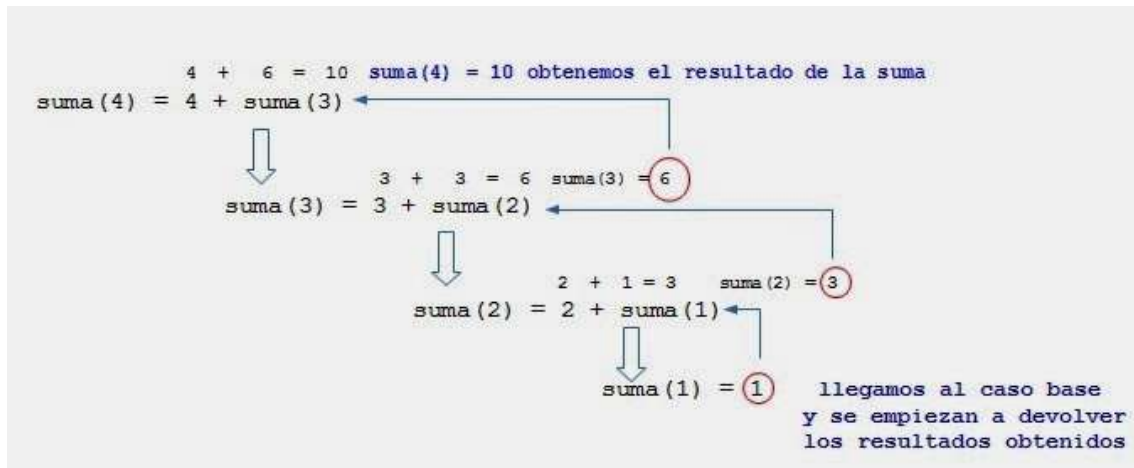 4 + 6 = 10 suma(4) = 10 obtenemos el resultado de la suma
suma(4) = 4 + suma(3)
3 + 3 = 6 suma(3) = 6
suma(3) = 3 + suma(2)
2 + 1 = 3 suma(2) = 3
suma(2) = 2 + suma(1)
suma(1) = 1
llegamos al caso base
y se empiezan a devolver
los resultados obtenidos